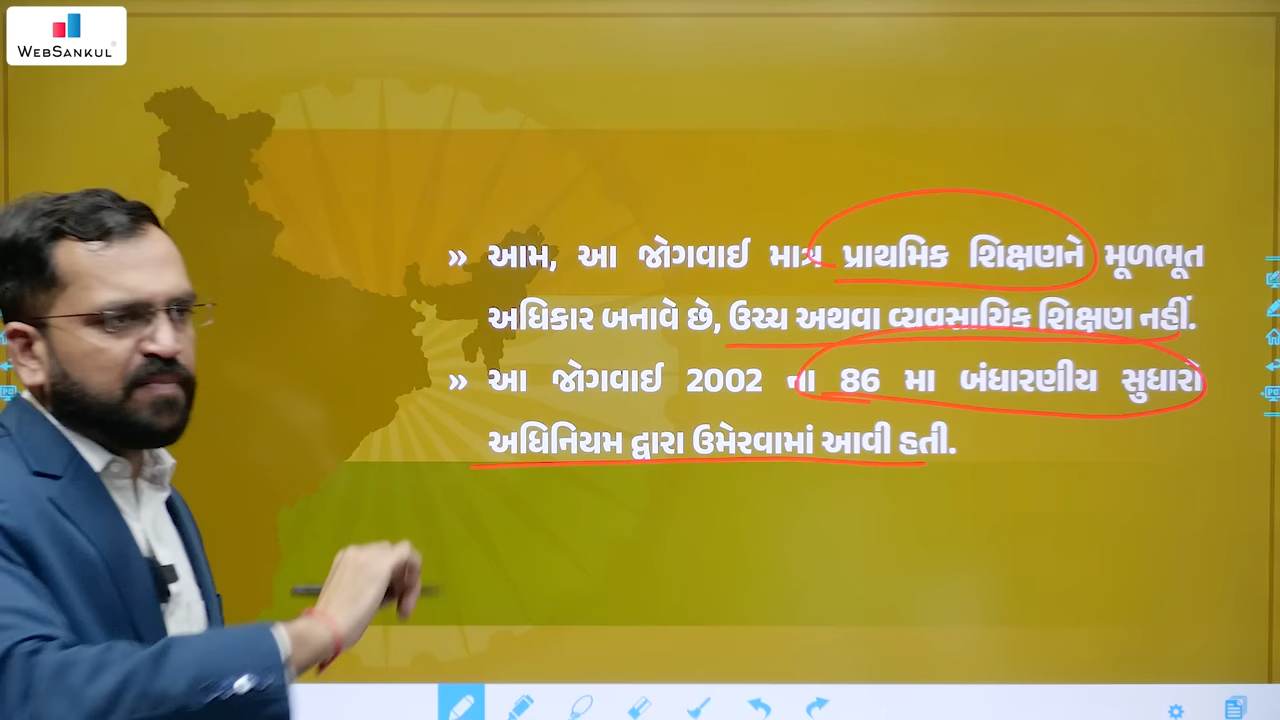 WEBSANKUL
» આમ, આ જોગવાઈ માત્ર પ્રાથમિક શિક્ષણને મૂળભૂત
અધિકાર બનાવે છે, ઉચ્ચ અથવા વ્યવસાયિક શિક્ષણ નહીં.
» આ જોગવાઈ 2002 ના 86 મા બંધારણીય સુધારો
અધિનિયમ દ્વારા ઉમેરવામાં આવી હતી.